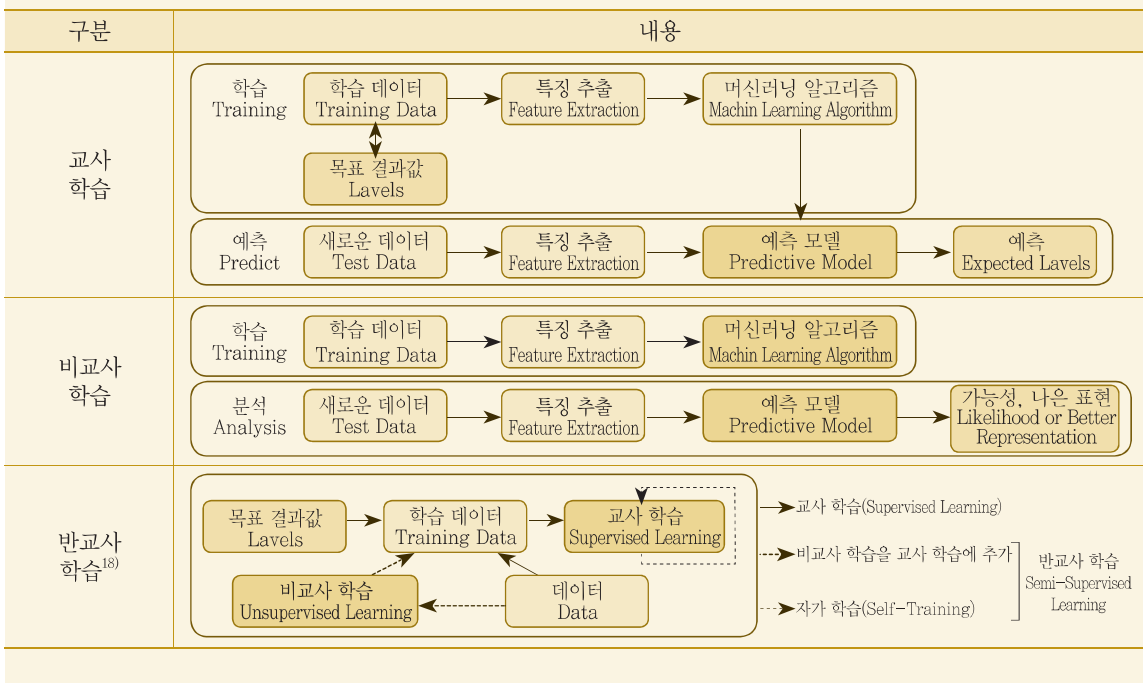 구분
내용
교사
학습
학습
Training
학습 데이터
Training Data
특징 추출
Feature Extraction
머신러닝 알고리즘
Machin Learning Algorithm
목표 결과값
Lavels
예측
Predict
새로운 데이터
Test Data
특징 추출
Feature Extraction
예측 모델
Predictive Model
예측
Expected Lavels
비교사
학습
학습
Training
학습 데이터
Training Data
특징 추출
Feature Extraction
머신러닝 알고리즘
Machin Learning Algorithm
분석
Analysis
새로운 데이터
Test Data
특징 추출
Feature Extraction
예측 모델
Predictive Model
가능성, 나은 표현
Likelihood or Better
Representation
반교사
학습18)
목표 결과값
Lavels
학습 데이터
Training Data
교사 학습
Supervised Learning
비교사 학습
Unsupervised Learning
데이터
Data
교사 학습(Supervised Learning)
비교사 학습을 교사 학습에 추가
자가 학습(Self-Training)
반교사 학습
Semi-Supervised
Learning